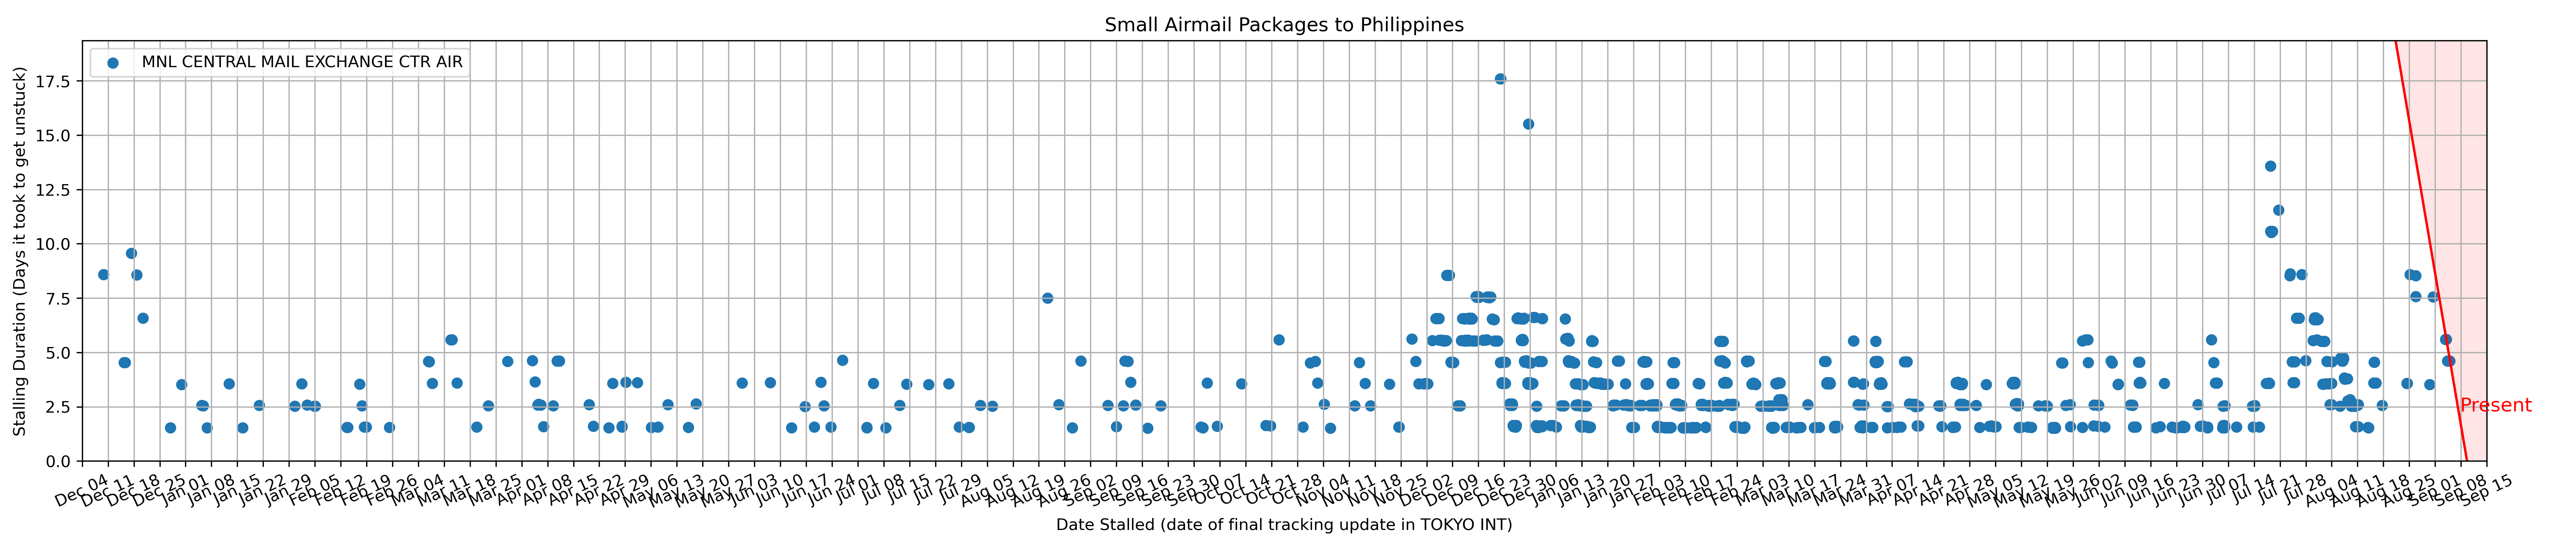 Small Airmail Packages to Philippines
MNL CENTRAL MAIL EXCHANGE CTR AIR
Stalling Duration (Days it took to get unstuck)
17.5
15.0
12.5
10.0
7.5
5.0
2.5
0.0
Present
Dec 04
Dec 11
Dec 18
Dec 25
Jan 01
Jan 08
Jan 15
Jan 22
Jan 29
Feb 05
Feb 12
Feb 19
Feb 26
Mar 04
Mar 11
Mar 18
Mar 25
Apr 01
Apr 08
Apr 15
Apr 22
Apr 29
May 06
May 13
May 20
May 27
Jun 03
Jun 10
Jun 17
Jun 24
Jul 01
Jul 08
Jul 15
Jul 22
Jul 29
Aug 05
Aug 12
Aug 19
Aug 26
Sep 02
Sep 09
Sep 16
Sep 23
Sep 30
Oct 07
Oct 14
Oct 21
Oct 28
Nov 04
Nov 11
Nov 18
Nov 25
Dec 02
Dec 09
Dec 16
Dec 23
Dec 30
Jan 06
Jan 13
Jan 20
Jan 27
Feb 03
Feb 10
Feb 17
Feb 24
Mar 03
Mar 10
Mar 17
Mar 24
Mar 31
Apr 07
Apr 14
Apr 21
Apr 28
May 05
May 12
May 19
May 26
Jun 02
Jun 09
Jun 16
Jun 23
Jun 30
Jul 07
Jul 14
Jul 21
Jul 28
Aug 04
Aug 11
Aug 18
Aug 25
Sep 01
Sep 08
Sep 15
Date Stalled (date of final tracking update in TOKYO INT)